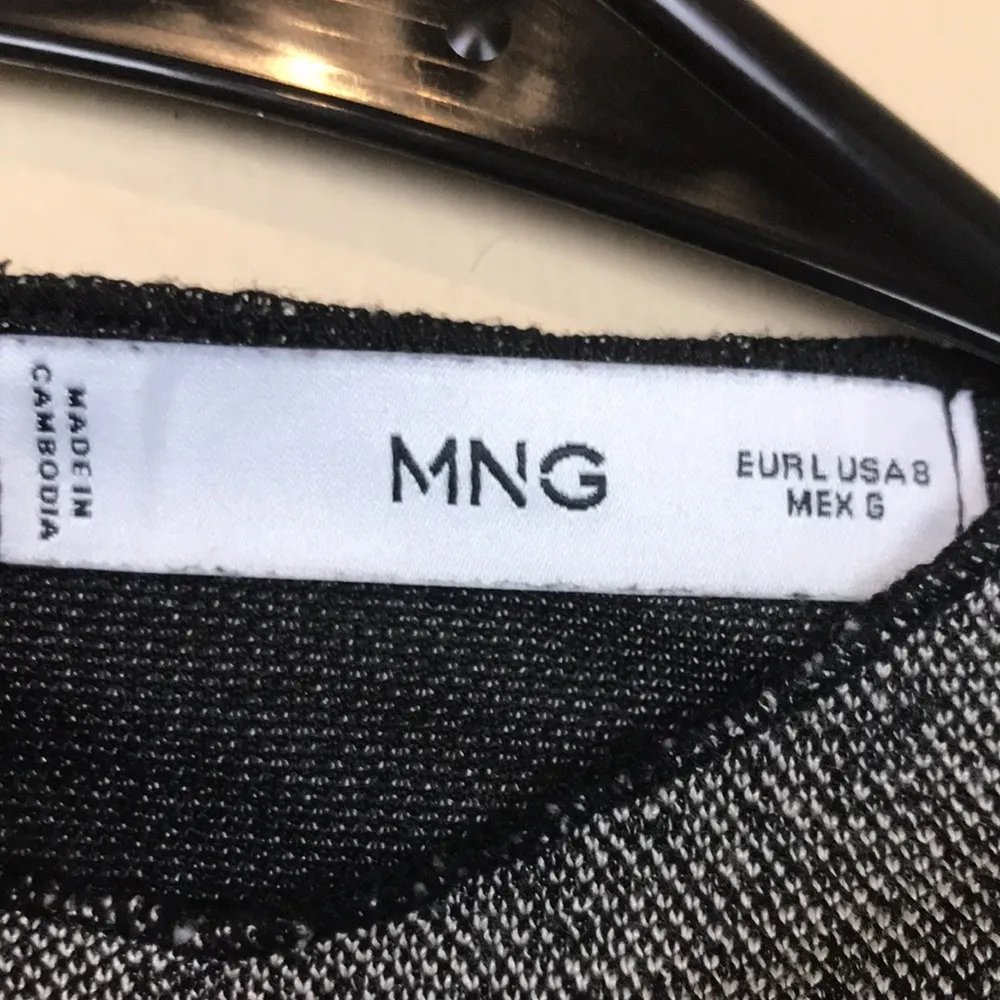 MADE IN
CAMBODIA
MNG
EUR L USA 8
MEX G